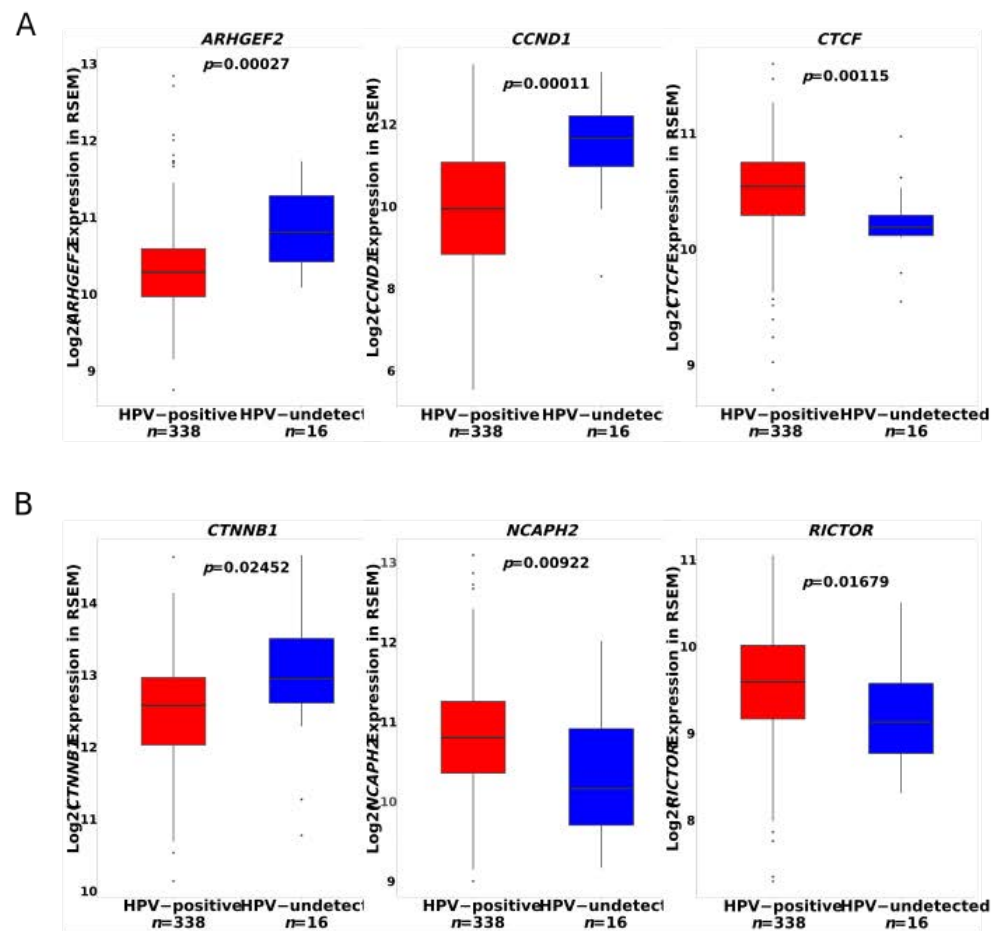 A
ARHGEF2
p=0.00027
Log2(ARHGEF2 Expression in RSEM)
13
12
11
10
9
HPV−positive HPV−undetect
n=338 n=16
CCND1
p=0.00011
Log2(CCND1 Expression in RSEM)
12
10
8
6
HPV−positive HPV−undetec
n=338 n=16
CTCF
p=0.00115
Log2(CTCF Expression in RSEM)
11
10
9
HPV−positive HPV−undetected
n=338 n=16
B
CTNNB1
p=0.02452
Log2(CTNNB1 Expression in RSEM)
14
13
12
11
10
HPV−positive HPV−undetect
n=338 n=16
NCAPH2
p=0.00922
Log2(NCAPH2 Expression in RSEM)
13
12
11
10
9
HPV−positive HPV−undetect
n=338 n=16
RICTOR
p=0.01679
Log2(RICTOR Expression in RSEM)
11
10
9
8
HPV−positive HPV−undetected
n=338 n=16